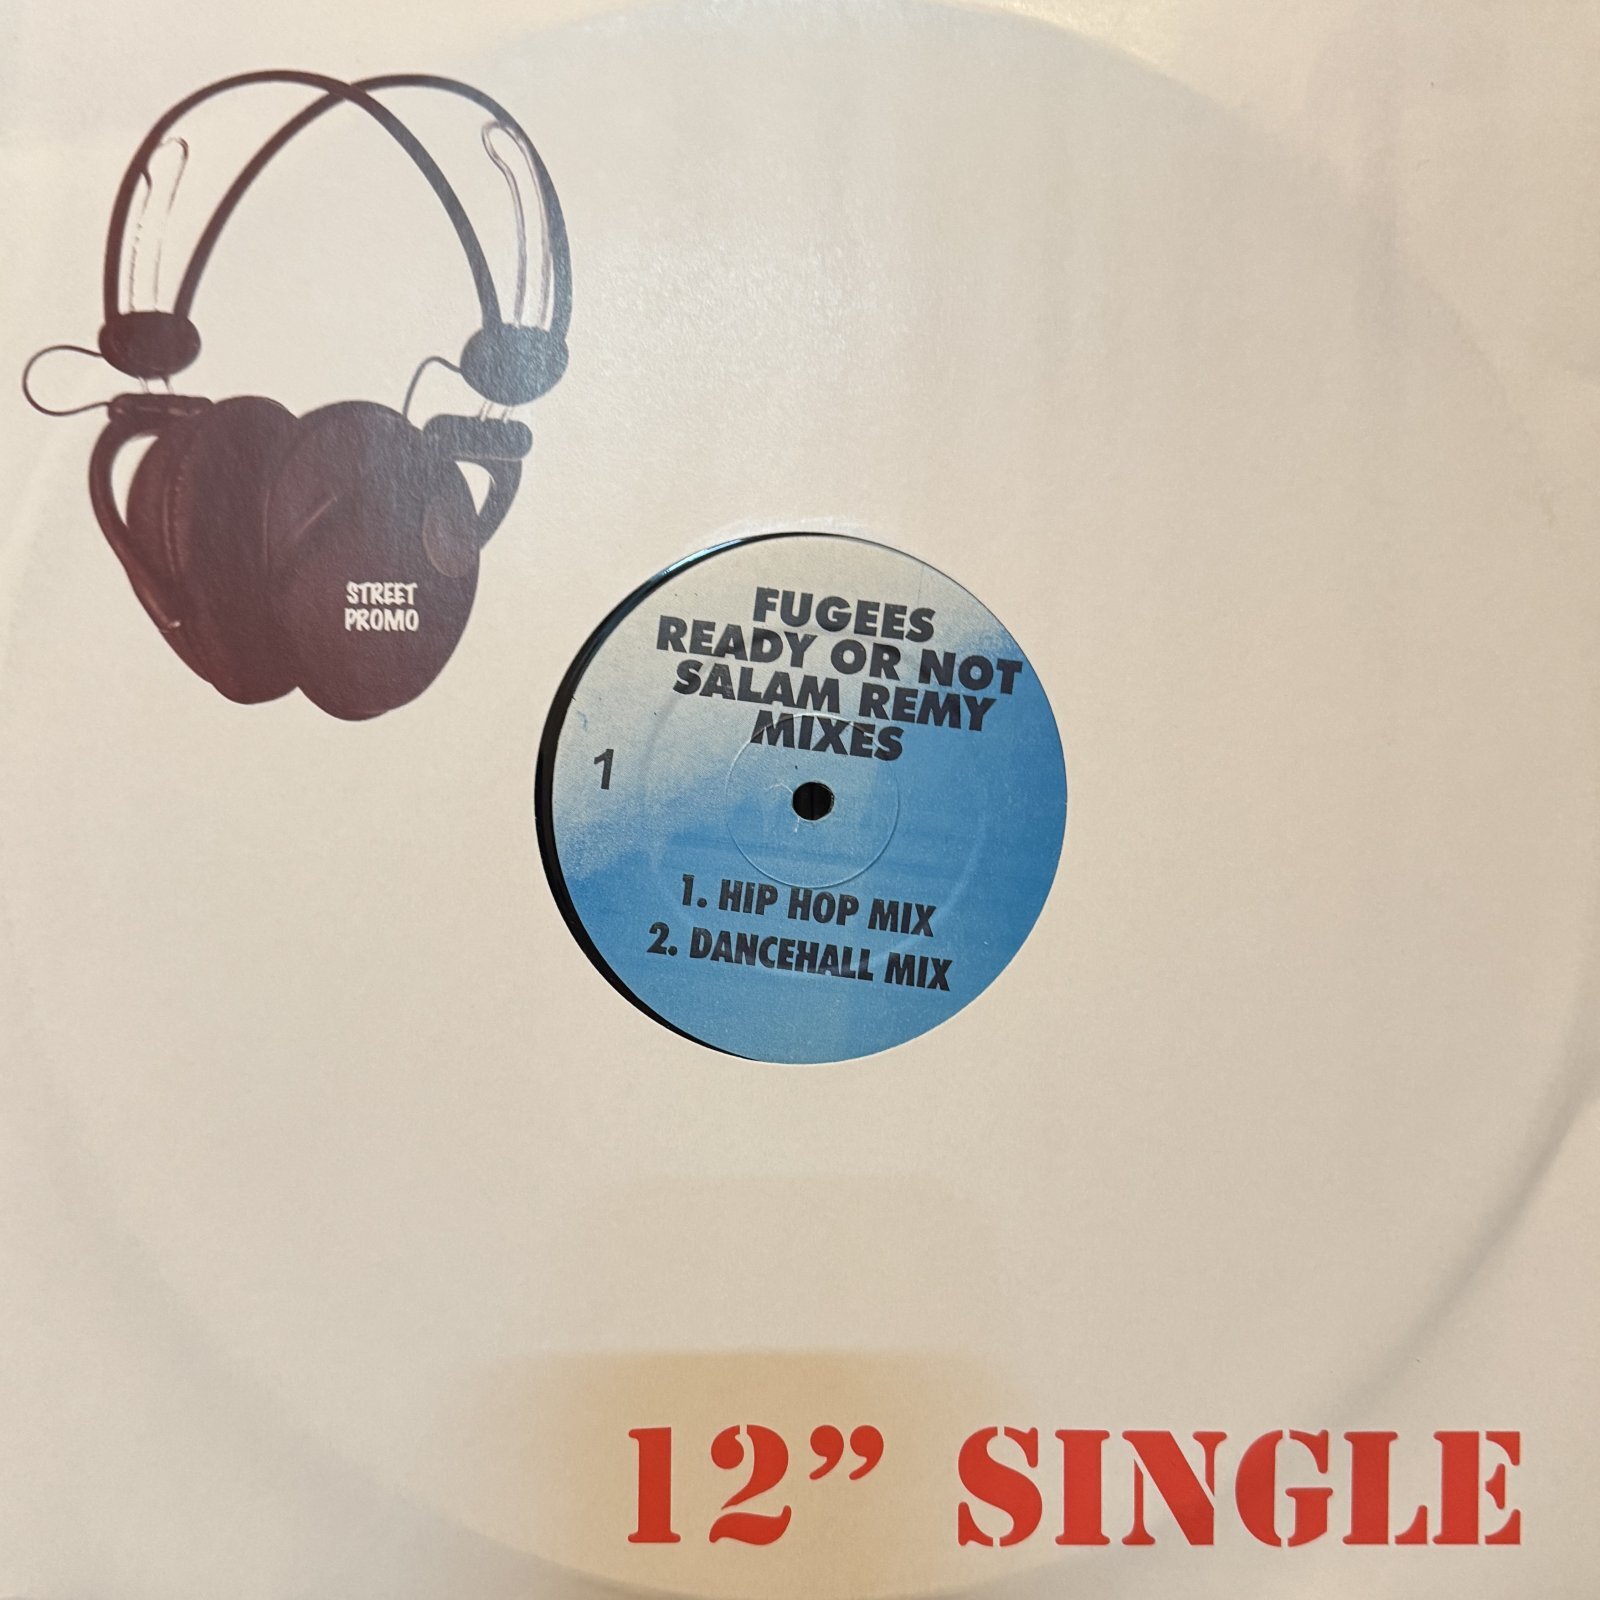 STREET
PROMO
FUGEES
READY OR NOT
SALAM REMY
MIXES
1
1. HIP HOP MIX
2. DANCEHALL MIX
12” SINGLE